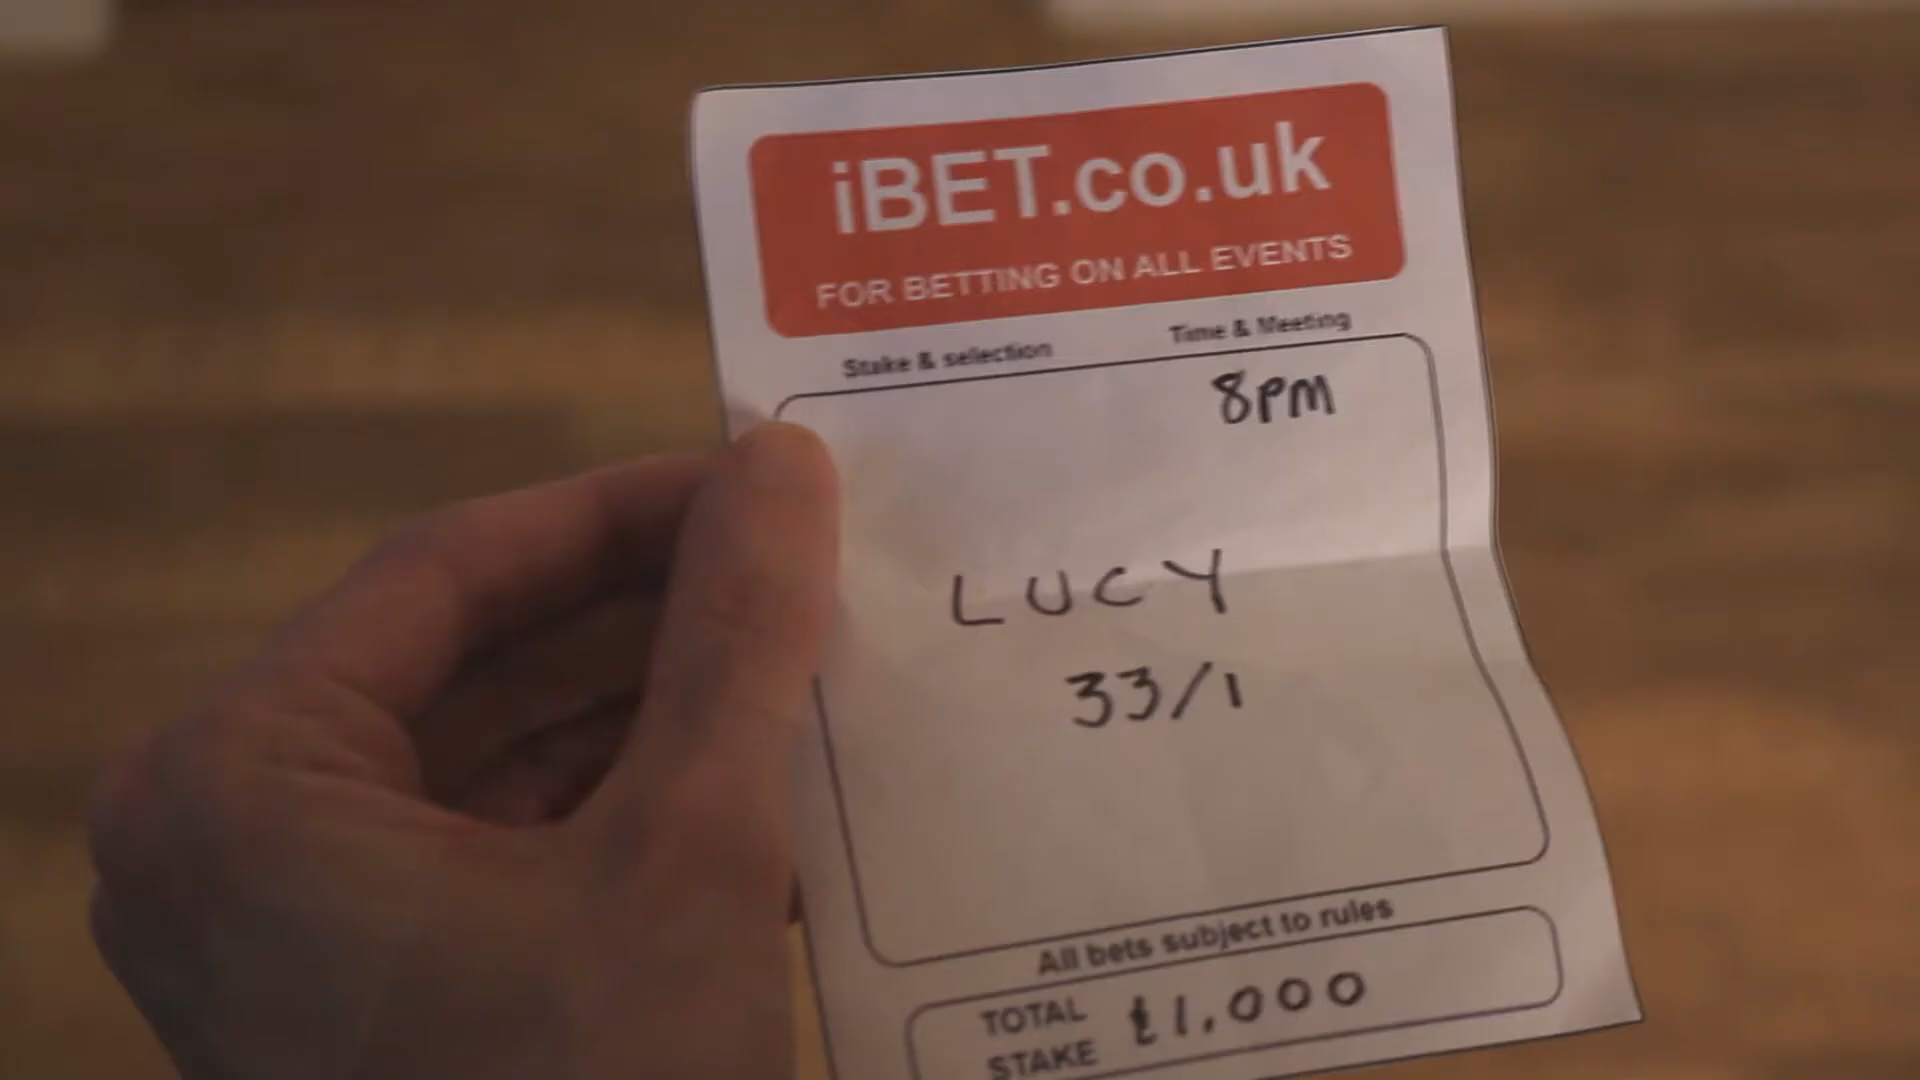 iBET.co.uk
FOR BETTING ON ALL EVENTS
Stake & selection
Time & Meeting
8PM
LUCY
33/1
All bets subject to rules
TOTAL STAKE
£1,000